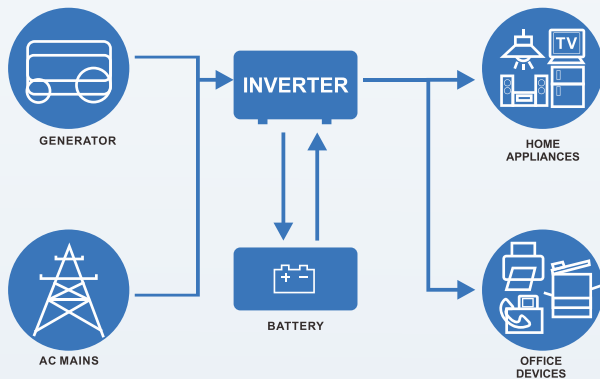 GENERATOR
INVERTER
TV
HOME
APPLIANCES
AC MAINS
+ −
BATTERY
OFFICE
DEVICES